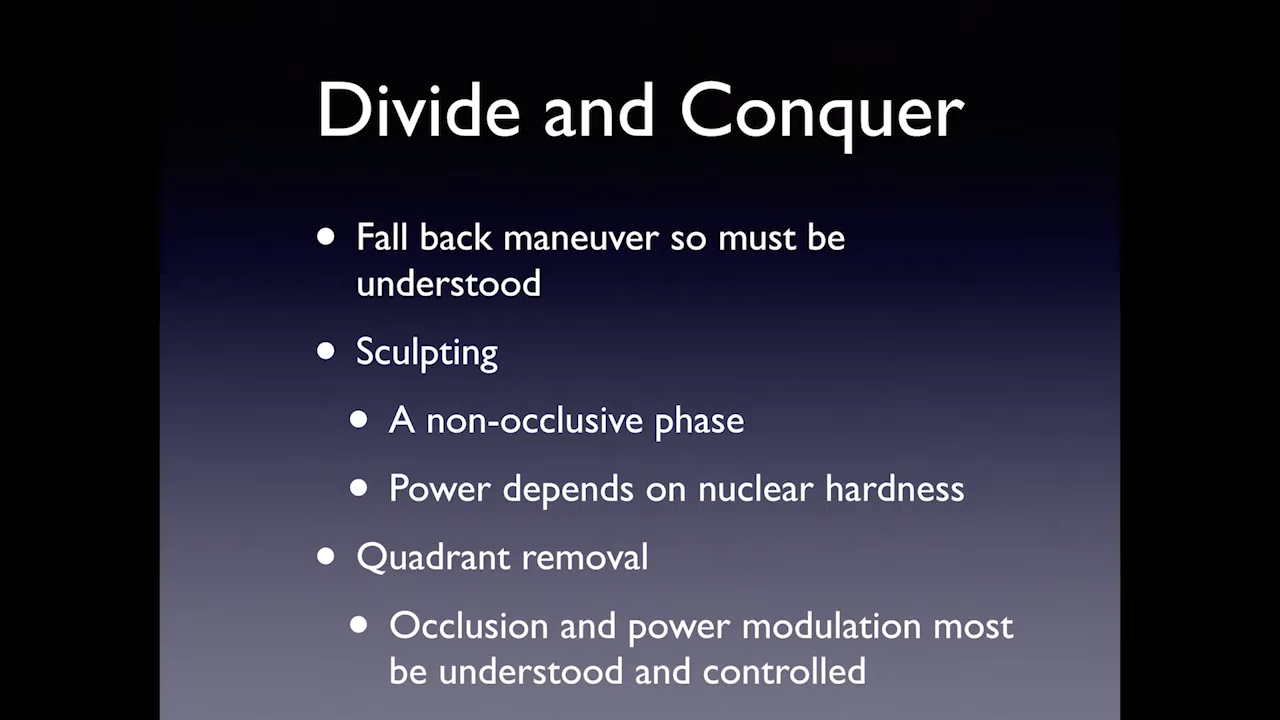 Divide and Conquer
• Fall back maneuver so must be
understood
• Sculpting
• A non-occlusive phase
• Power depends on nuclear hardness
• Quadrant removal
• Occlusion and power modulation most
be understood and controlled